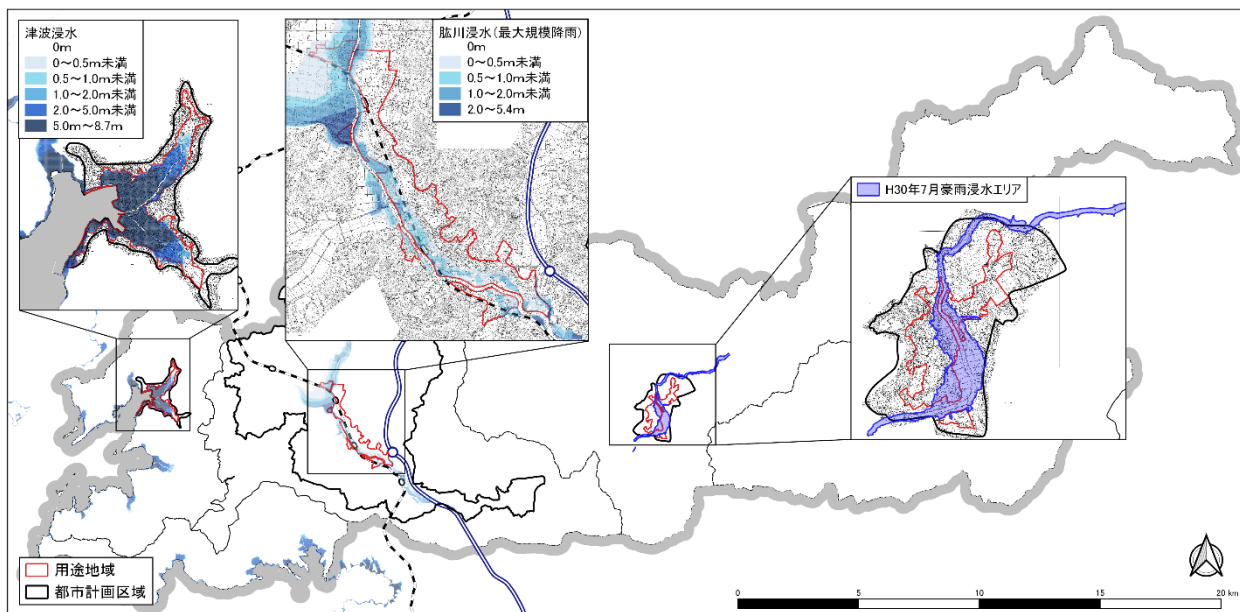 津波浸水
0m
0～0.5m未満
0.5～1.0m未満
1.0～2.0m未満
2.0～5.0m未満
5.0m～8.7m
肱川浸水(最大規模降雨)
0m
0～0.5m未満
0.5～1.0m未満
1.0～2.0m未満
2.0～5.4m
H30年7月豪雨浸水エリア
用途地域
都市計画区域
0 5 10 15 20 km